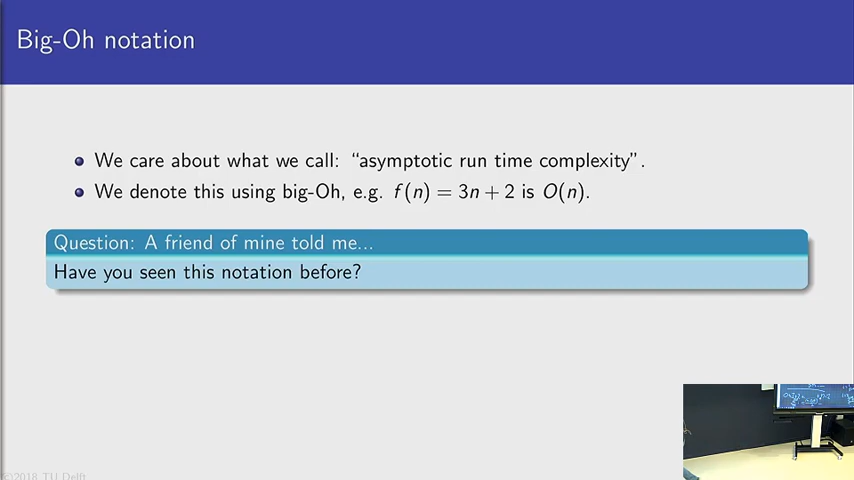 Big-Oh notation
We care about what we call: “asymptotic run time complexity”.
We denote this using big-Oh, e.g. f(n) = 3n + 2 is O(n).
Question: A friend of mine told me...
Have you seen this notation before?
©2018 TU Delft